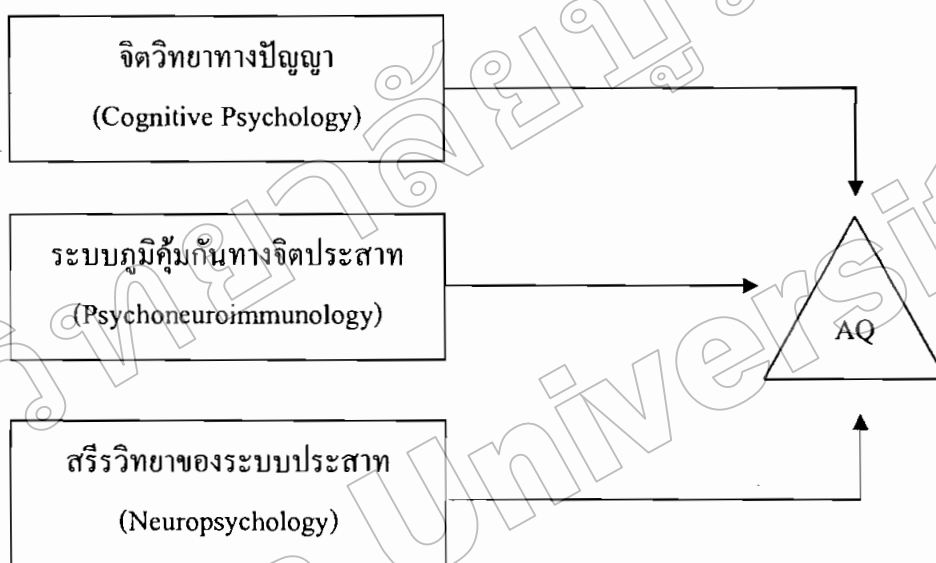 จิตวิทยาทางปัญญา
(Cognitive Psychology)
ระบบภูมิคุ้มกันทางจิตประสาท
(Psychoneuroimmunology)
AQ
สรีรวิทยาของระบบประสาท
(Neuropsychology)